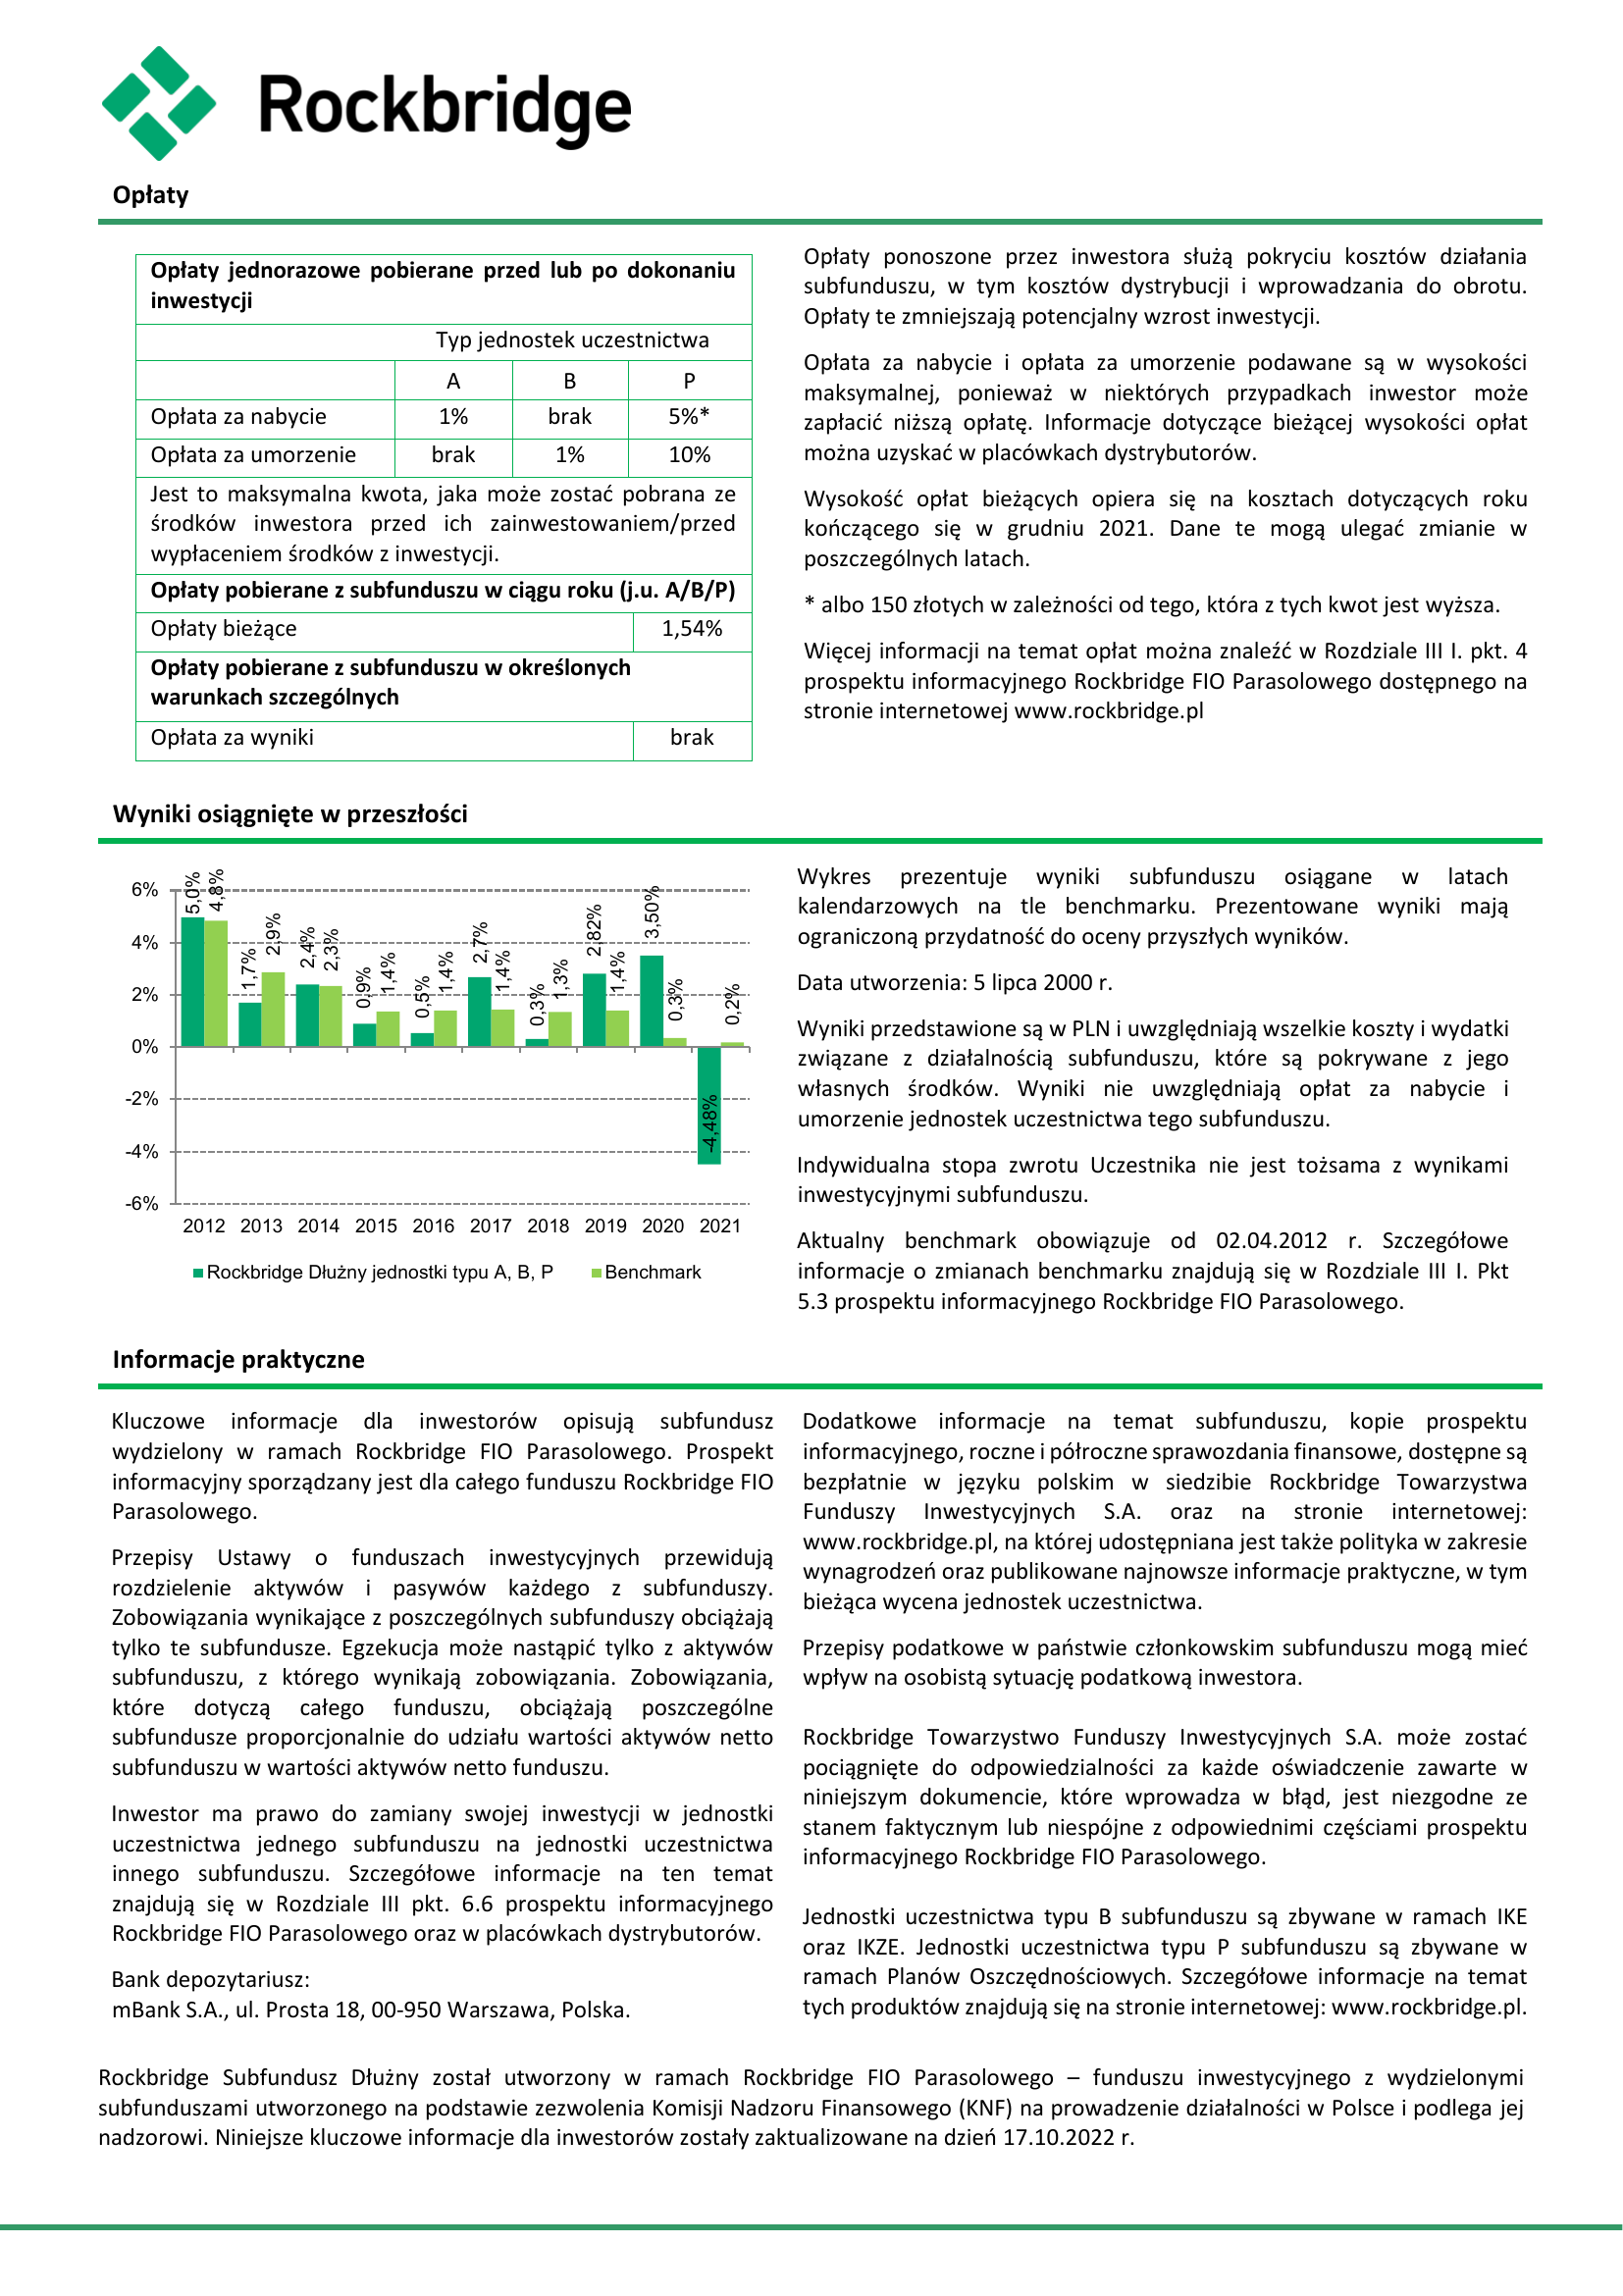 Rockbridge
Opłaty
Opłaty jednorazowe pobierane przed lub po dokonaniu
inwestycji
Typ jednostek uczestnictwa
A B P
Opłata za nabycie 1% brak 5%*
Opłata za umorzenie brak 1% 10%
Jest to maksymalna kwota, jaka może zostać pobrana ze
środków inwestora przed ich zainwestowaniem/przed
wypłaceniem środków z inwestycji.
Opłaty pobierane z subfunduszu w ciągu roku (j.u. A/B/P)
Opłaty bieżące 1,54%
Opłaty pobierane z subfunduszu w określonych
warunkach szczególnych
Opłata za wyniki brak
Opłaty ponoszone przez inwestora służą pokryciu kosztów działania
subfunduszu, w tym kosztów dystrybucji i wprowadzania do obrotu.
Opłaty te zmniejszają potencjalny wzrost inwestycji.
Opłata za nabycie i opłata za umorzenie podawane są w wysokości
maksymalnej, ponieważ w niektórych przypadkach inwestor może
zapłacić niższą opłatę. Informacje dotyczące bieżącej wysokości opłat
można uzyskać w placówkach dystrybutorów.
Wysokość opłat bieżących opiera się na kosztach dotyczących roku
kończącego się w grudniu 2021. Dane te mogą ulegać zmianie w
poszczególnych latach.
* albo 150 złotych w zależności od tego, która z tych kwot jest wyższa.
Więcej informacji na temat opłat można znaleźć w Rozdziale III I. pkt. 4
prospektu informacyjnego Rockbridge FIO Parasolowego dostępnego na
stronie internetowej www.rockbridge.pl
Wyniki osiągnięte w przeszłości
6%
4%
2%
0%
-2%
-4%
-6%
5,0% 4,8% 1,7% 2,9% 2,4% 2,3% 0,9% 1,4% 0,5% 1,4% 2,7% 1,4% 0,3% 1,3% 2,82% 1,4% 3,50% 0,3% -4,48% 0,2%
2012 2013 2014 2015 2016 2017 2018 2019 2020 2021
Rockbridge Dłużny jednostki typu A, B, P Benchmark
Wykres prezentuje wyniki subfunduszu osiągane w latach
kalendarzowych na tle benchmarku. Prezentowane wyniki mają
ograniczoną przydatność do oceny przyszłych wyników.
Data utworzenia: 5 lipca 2000 r.
Wyniki przedstawione są w PLN i uwzględniają wszelkie koszty i wydatki
związane z działalnością subfunduszu, które są pokrywane z jego
własnych środków. Wyniki nie uwzględniają opłat za nabycie i
umorzenie jednostek uczestnictwa tego subfunduszu.
Indywidualna stopa zwrotu Uczestnika nie jest tożsama z wynikami
inwestycyjnymi subfunduszu.
Aktualny benchmark obowiązuje od 02.04.2012 r. Szczegółowe
informacje o zmianach benchmarku znajdują się w Rozdziale III I. Pkt
5.3 prospektu informacyjnego Rockbridge FIO Parasolowego.
Informacje praktyczne
Kluczowe informacje dla inwestorów opisują subfundusz
wydzielony w ramach Rockbridge FIO Parasolowego. Prospekt
informacyjny sporządzany jest dla całego funduszu Rockbridge FIO
Parasolowego.
Przepisy Ustawy o funduszach inwestycyjnych przewidują
rozdzielenie aktywów i pasywów każdego z subfunduszy.
Zobowiązania wynikające z poszczególnych subfunduszy obciążają
tylko te subfundusze. Egzekucja może nastąpić tylko z aktywów
subfunduszu, z którego wynikają zobowiązania. Zobowiązania,
które dotyczą całego funduszu, obciążają poszczególne
subfundusze proporcjonalnie do udziału wartości aktywów netto
subfunduszu w wartości aktywów netto funduszu.
Inwestor ma prawo do zamiany swojej inwestycji w jednostki
uczestnictwa jednego subfunduszu na jednostki uczestnictwa
innego subfunduszu. Szczegółowe informacje na ten temat
znajdują się w Rozdziale III pkt. 6.6 prospektu informacyjnego
Rockbridge FIO Parasolowego oraz w placówkach dystrybutorów.
Bank depozytariusz:
mBank S.A., ul. Prosta 18, 00-950 Warszawa, Polska.
Dodatkowe informacje na temat subfunduszu, kopie prospektu
informacyjnego, roczne i półroczne sprawozdania finansowe, dostępne są
bezpłatnie w języku polskim w siedzibie Rockbridge Towarzystwa
Funduszy Inwestycyjnych S.A. oraz na stronie internetowej:
www.rockbridge.pl, na której udostępniana jest także polityka w zakresie
wynagrodzeń oraz publikowane najnowsze informacje praktyczne, w tym
bieżąca wycena jednostek uczestnictwa.
Przepisy podatkowe w państwie członkowskim subfunduszu mogą mieć
wpływ na osobistą sytuację podatkową inwestora.
Rockbridge Towarzystwo Funduszy Inwestycyjnych S.A. może zostać
pociągnięte do odpowiedzialności za każde oświadczenie zawarte w
niniejszym dokumencie, które wprowadza w błąd, jest niezgodne ze
stanem faktycznym lub niespójne z odpowiednimi częściami prospektu
informacyjnego Rockbridge FIO Parasolowego.
Jednostki uczestnictwa typu B subfunduszu są zbywane w ramach IKE
oraz IKZE. Jednostki uczestnictwa typu P subfunduszu są zbywane w
ramach Planów Oszczędnościowych. Szczegółowe informacje na temat
tych produktów znajdują się na stronie internetowej: www.rockbridge.pl.
Rockbridge Subfundusz Dłużny został utworzony w ramach Rockbridge FIO Parasolowego – funduszu inwestycyjnego z wydzielonymi
subfunduszami utworzonego na podstawie zezwolenia Komisji Nadzoru Finansowego (KNF) na prowadzenie działalności w Polsce i podlega jej
nadzorowi. Niniejsze kluczowe informacje dla inwestorów zostały zaktualizowane na dzień 17.10.2022 r.